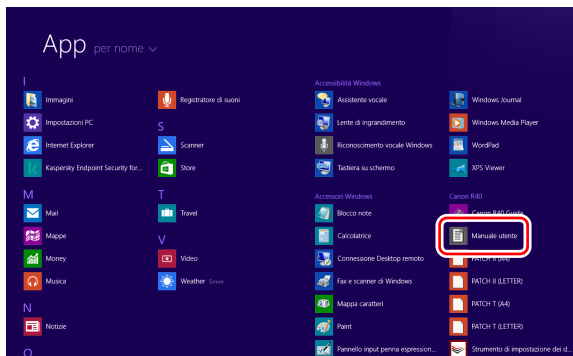 App per nome
I
Immagini
Impostazioni PC
Internet Explorer
Kaspersky Endpoint Security for...
M
Mail
Mappe
Money
Musica
N
Notizie
O
Registratore di suoni
S
Scanner
Store
T
Travel
V
Video
Weather Errore
Accessibilità Windows
Assistente vocale
Lente di ingrandimento
Riconoscimento vocale Windows
Tastiera su schermo
Accessori Windows
Blocco note
Calcolatrice
Connessione Desktop remoto
Fax e scanner di Windows
Mappa caratteri
Paint
Pannello input penna espression...
Windows Journal
Windows Media Player
WordPad
XPS Viewer
Canon R40
Canon R40 Guida
Manuale utente
PATCH II (A4)
PATCH II (LETTER)
PATCH T (A4)
PATCH T (LETTER)
Strumento di impostazione dei d...